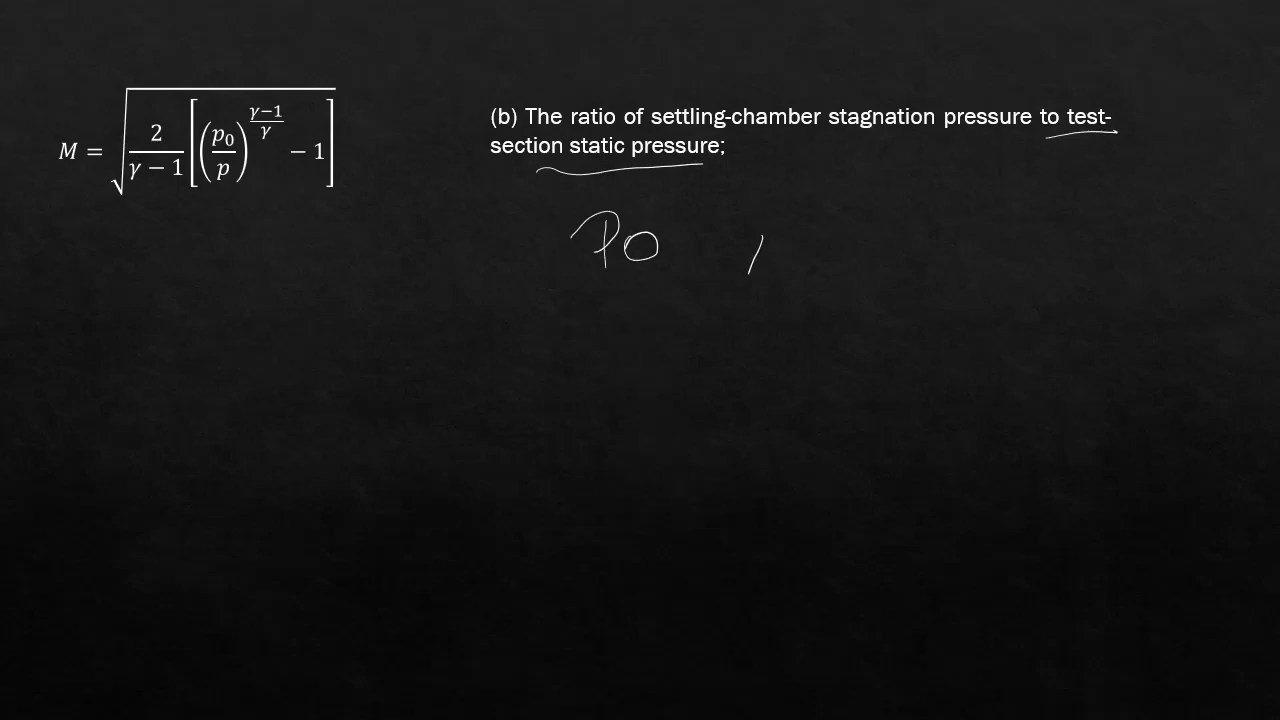 M = √(2/(γ − 1) [(p₀/p)^((γ−1)/γ) − 1])
(b) The ratio of settling-chamber stagnation pressure to test-
section static pressure;
P0 /